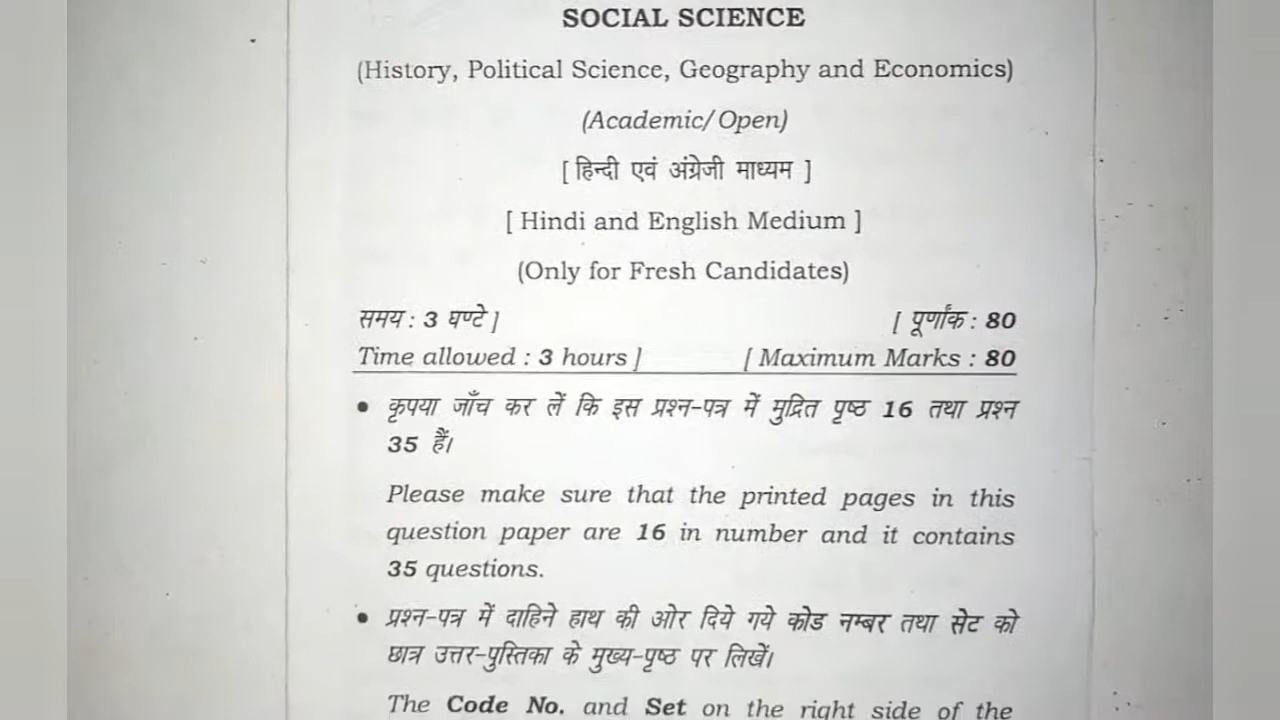 SOCIAL SCIENCE
(History, Political Science, Geography and Economics)
(Academic/Open)
[ हिन्दी एवं अंग्रेजी माध्यम ]
[ Hindi and English Medium ]
(Only for Fresh Candidates)
समय : 3 घण्टे ] [ पूर्णांक : 80
Time allowed : 3 hours ] [ Maximum Marks : 80
• कृपया जाँच कर लें कि इस प्रश्न-पत्र में मुद्रित पृष्ठ 16 तथा प्रश्न
35 हैं।
Please make sure that the printed pages in this
question paper are 16 in number and it contains
35 questions.
• प्रश्न-पत्र में दाहिने हाथ की ओर दिये गये कोड नम्बर तथा सेट को
छात्र उत्तर-पुस्तिका के मुख्य-पृष्ठ पर लिखें।
The Code No. and Set on the right side of the